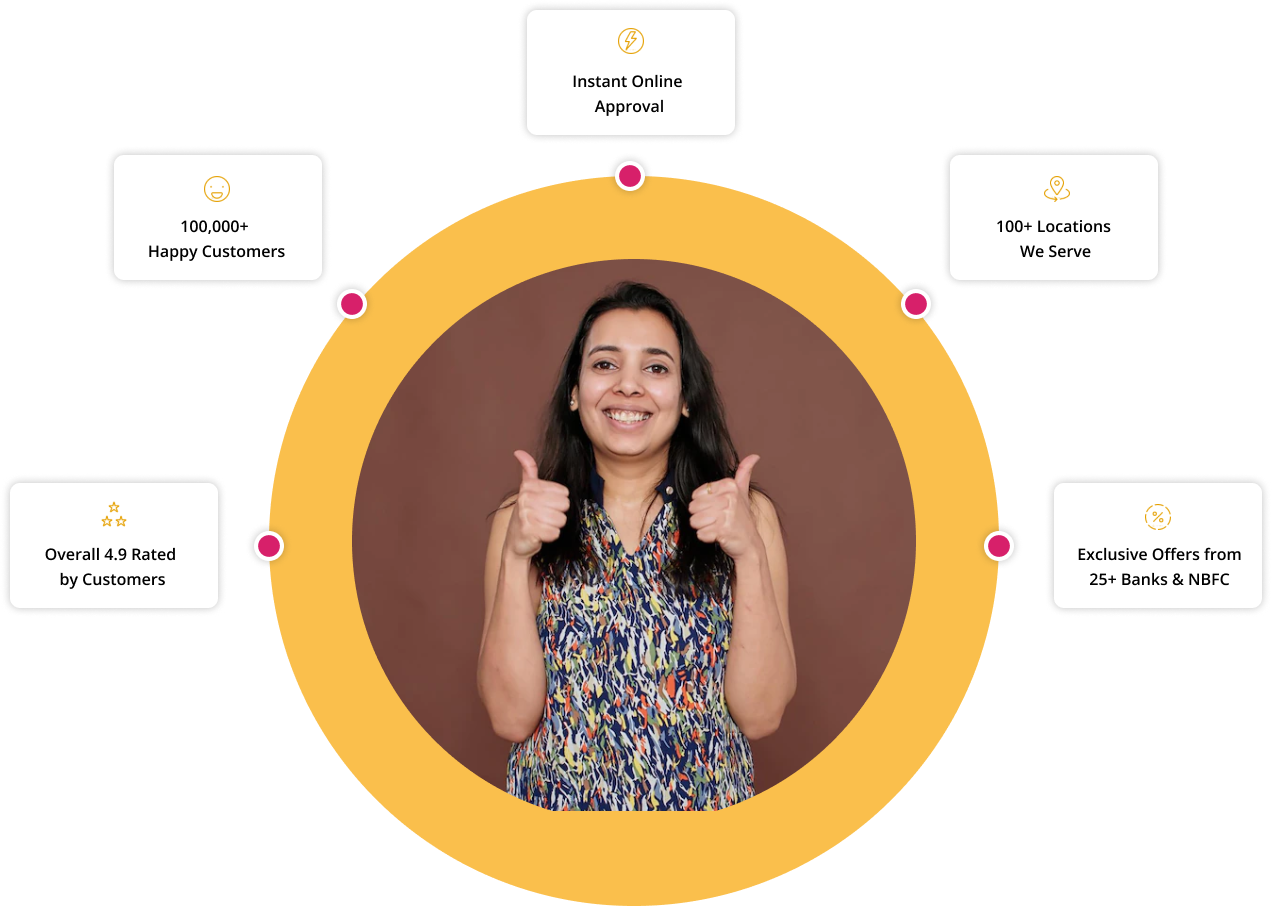 Instant Online
Approval
100,000+
Happy Customers
100+ Locations
We Serve
Overall 4.9 Rated
by Customers
Exclusive Offers from
25+ Banks & NBFC